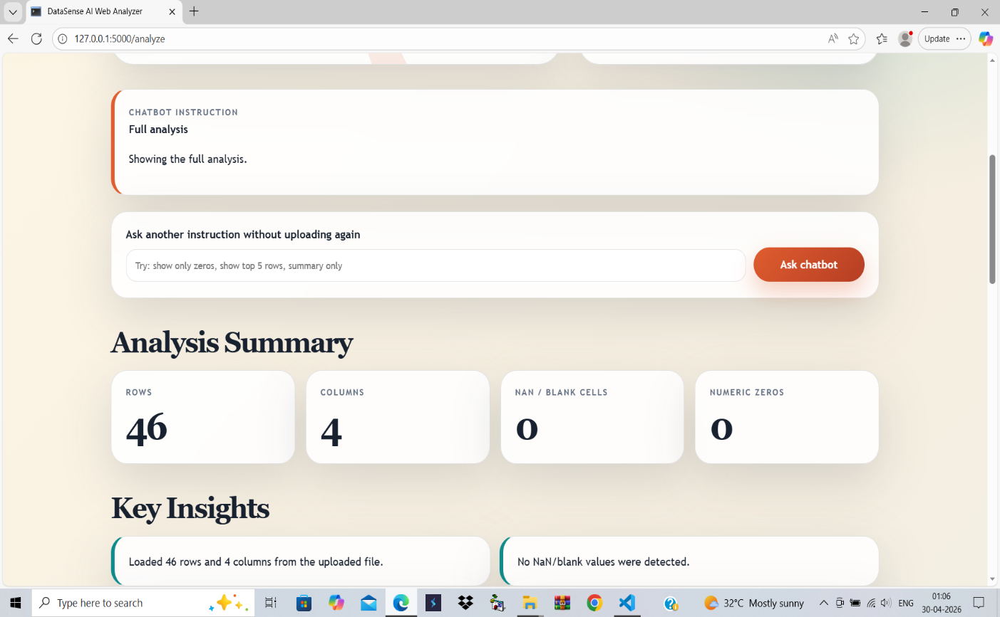 DataSense AI Web Analyzer
127.0.0.1:5000/analyze
Update
CHATBOT INSTRUCTION
Full analysis
Showing the full analysis.
Ask another instruction without uploading again
Try: show only zeros, show top 5 rows, summary only
Ask chatbot
Analysis Summary
ROWS
COLUMNS
NAN / BLANK CELLS
NUMERIC ZEROS
46
4
0
0
Key Insights
Loaded 46 rows and 4 columns from the uploaded file.
No NaN/blank values were detected.
Type here to search
32°C Mostly sunny
ENG
01:06
30-04-2026